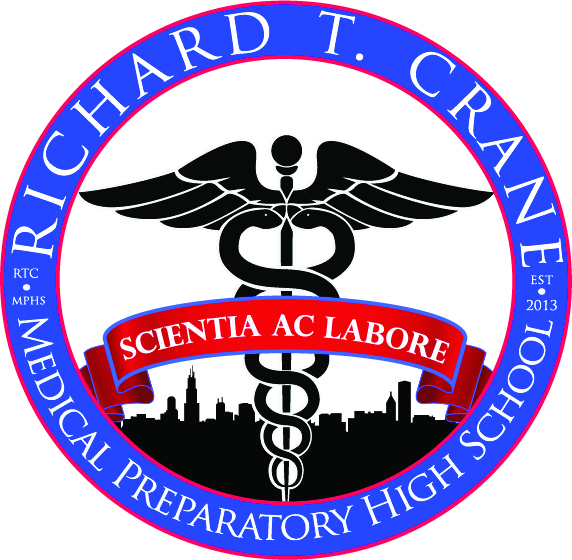 RICHARD T. CRANE
RTC • MPHS
EST • 2013
SCIENTIA AC LABORE
MEDICAL PREPARATORY HIGH SCHOOL